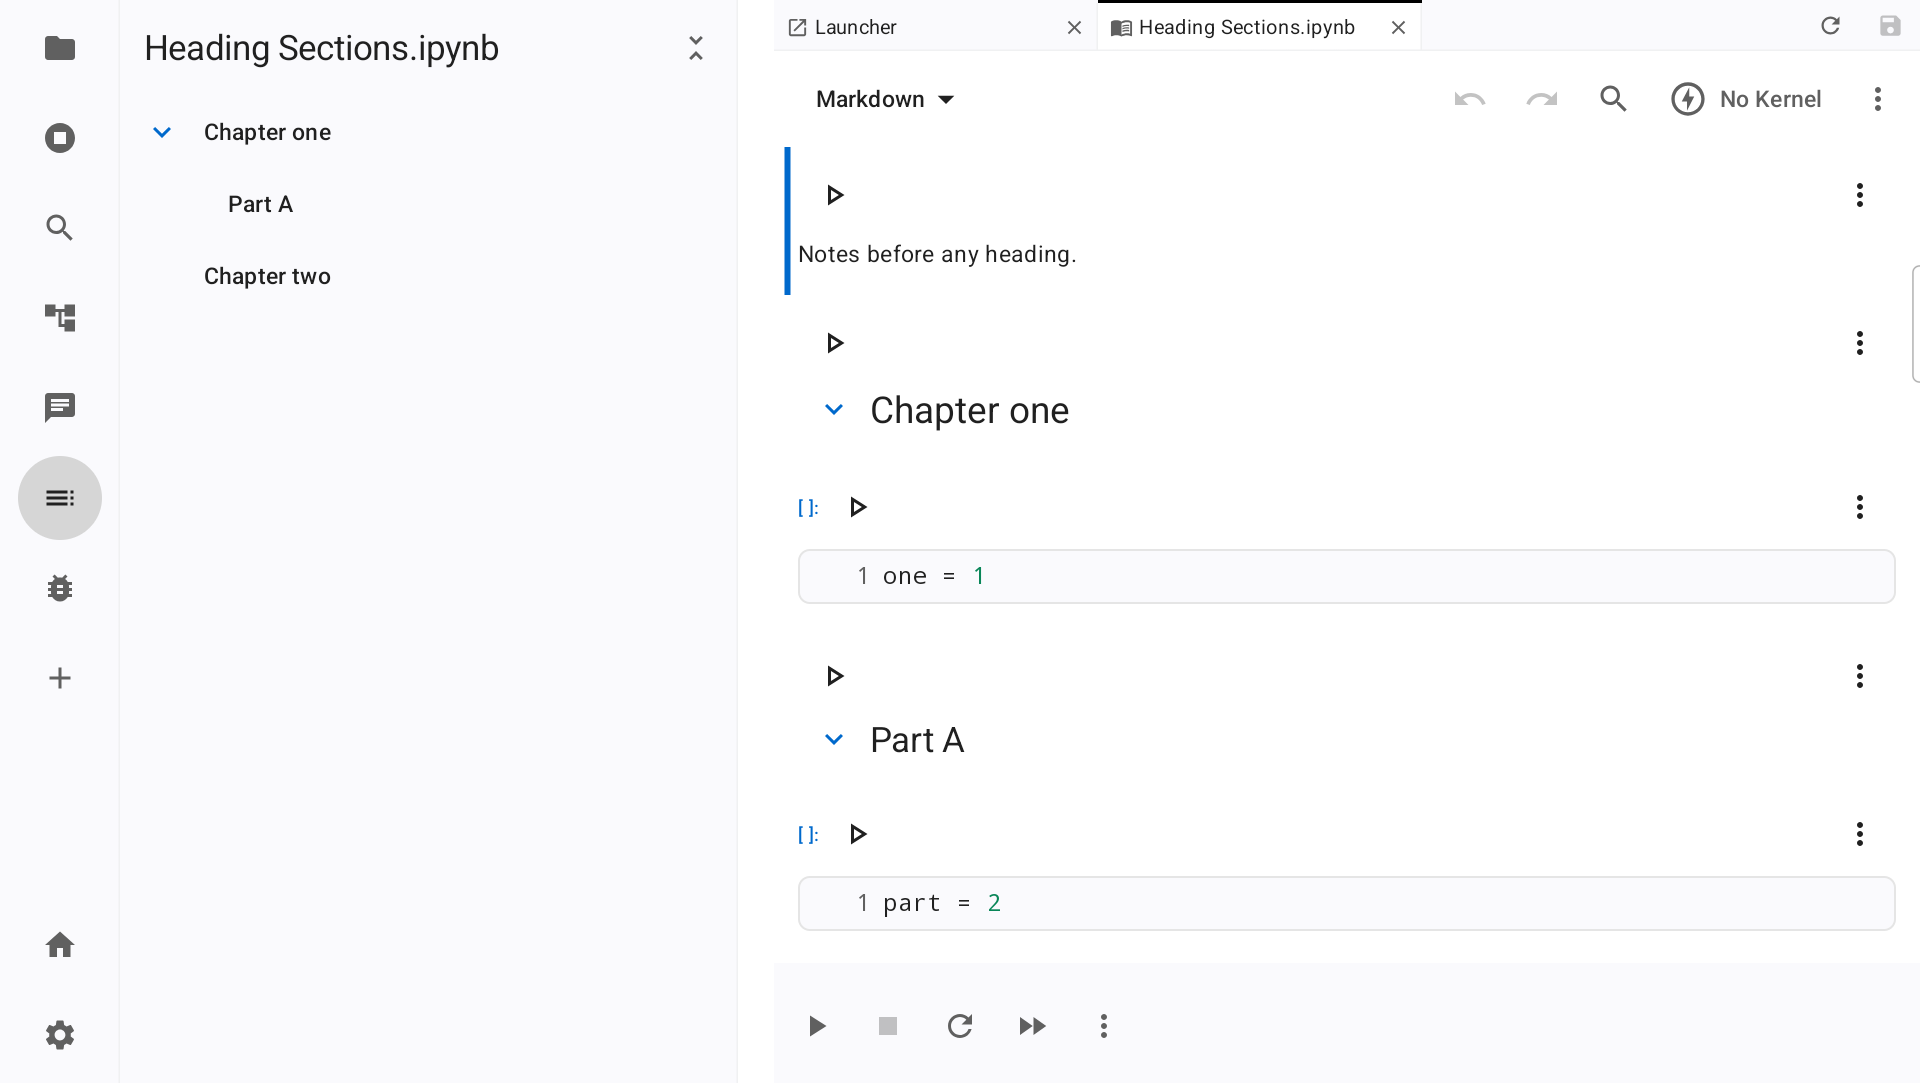 Heading Sections.ipynb
Chapter one
Part A
Chapter two
Launcher
Heading Sections.ipynb
Markdown
No Kernel
Notes before any heading.
Chapter one
[ ]:
1 one = 1
Part A
[ ]:
1 part = 2